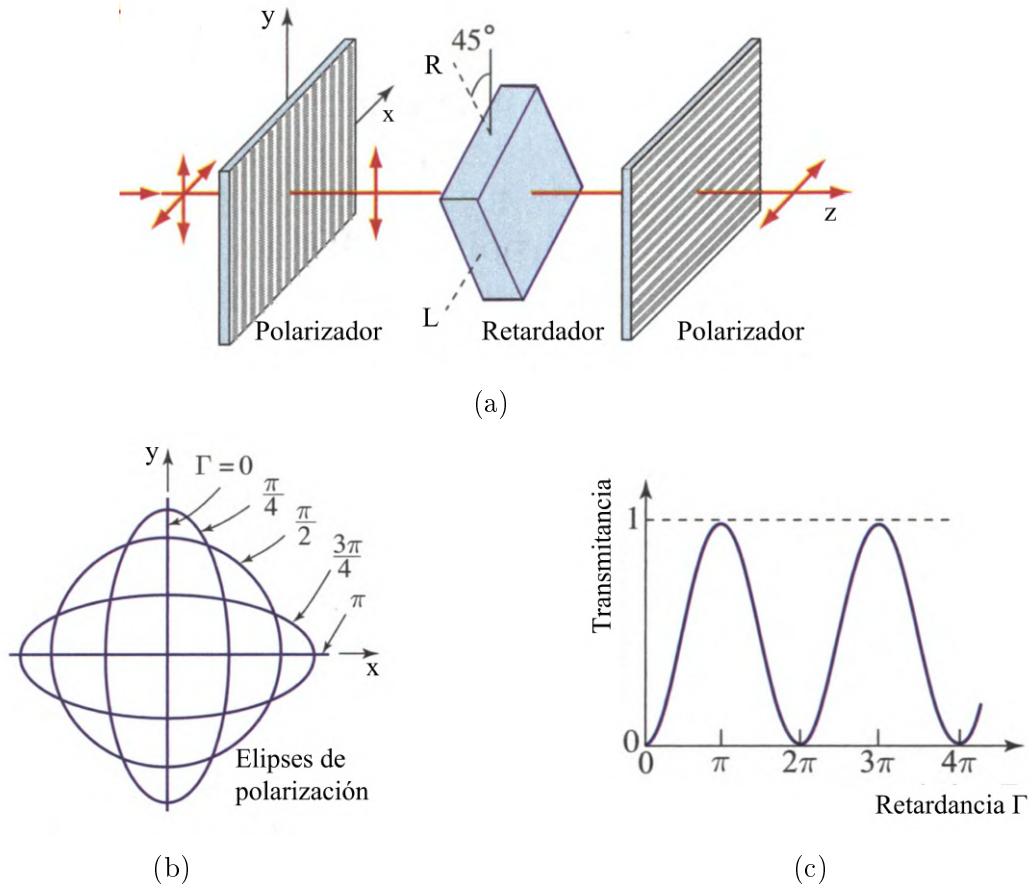 y
45°
R
x
z
L
Polarizador
Retardador
Polarizador
(a)
y
Γ = 0
π/4
π/2
3π/4
π
x
Elipses de
polarización
(b)
Transmitancia
1
0
0
π
2π
3π
4π
Retardancia Γ
(c)